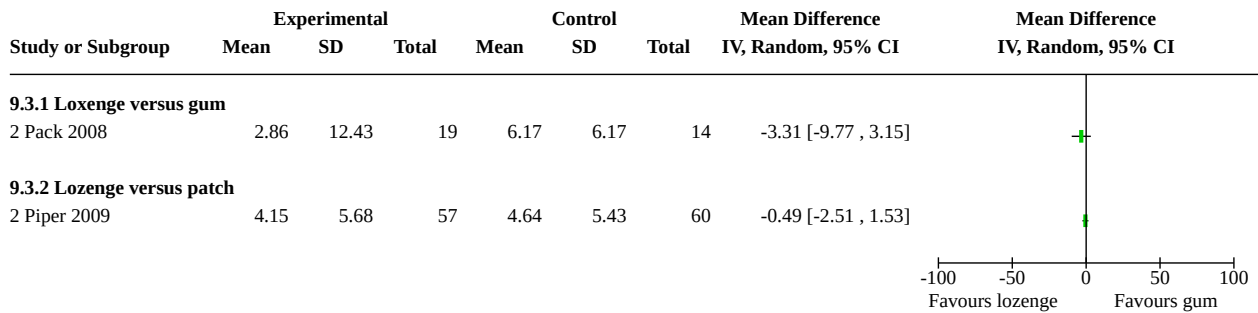 Experimental Control Mean Difference Mean Difference
Study or Subgroup Mean SD Total Mean SD Total IV, Random, 95% CI IV, Random, 95% CI
9.3.1 Loxenge versus gum
2 Pack 2008 2.86 12.43 19 6.17 6.17 14 -3.31 [-9.77 , 3.15]
9.3.2 Lozenge versus patch
2 Piper 2009 4.15 5.68 57 4.64 5.43 60 -0.49 [-2.51 , 1.53]
-100 -50 0 50 100
Favours lozenge Favours gum